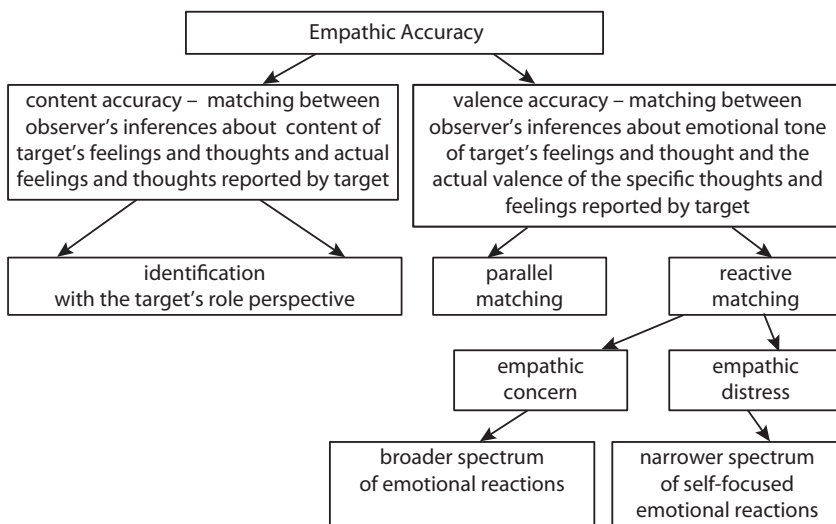 Empathic Accuracy
content accuracy – matching between
observer's inferences about content of
target's feelings and thoughts and actual
feelings and thoughts reported by target
valence accuracy – matching between
observer's inferences about emotional tone
of target's feelings and thought and the
actual valence of the specific thoughts and
feelings reported by target
identification
with the target's role perspective
parallel
matching
reactive
matching
empathic
concern
empathic
distress
broader spectrum
of emotional reactions
narrower spectrum
of self-focused
emotional reactions